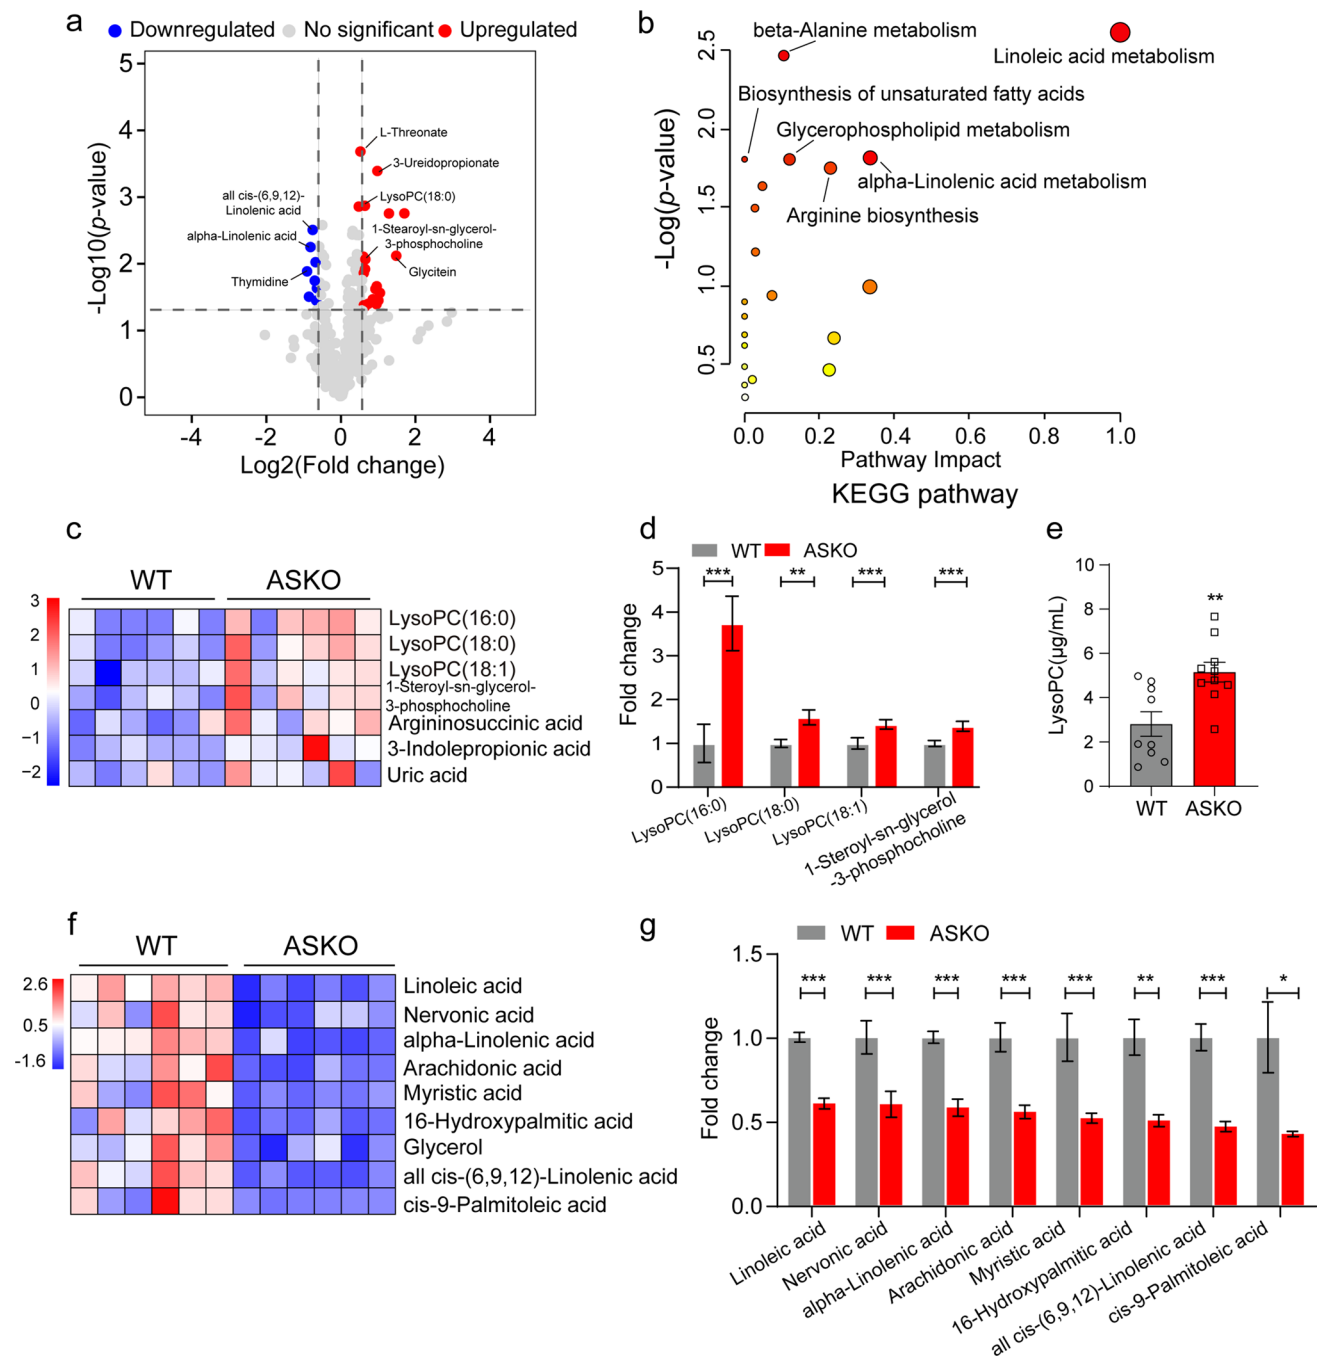 a
Downregulated No significant Upregulated
5
4
3
2
1
0
-Log10(p-value)
L-Threonate
3-Ureidopropionate
all cis-(6,9,12)-
Linolenic acid
LysoPC(18:0)
alpha-Linolenic acid
1-Stearoyl-sn-glycerol-
3-phosphocholine
Thymidine
Glycitein
-4 -2 0 2 4
Log2(Fold change)
b
2.5
2.0
1.5
1.0
0.5
-Log(p-value)
beta-Alanine metabolism
Linoleic acid metabolism
Biosynthesis of unsaturated fatty acids
Glycerophospholipid metabolism
alpha-Linolenic acid metabolism
Arginine biosynthesis
0.0 0.2 0.4 0.6 0.8 1.0
Pathway Impact
KEGG pathway
c
WT ASKO
3
2
1
0
−1
−2
LysoPC(16:0)
LysoPC(18:0)
LysoPC(18:1)
1-Steroyl-sn-glycerol-
3-phosphocholine
Argininosuccinic acid
3-Indolepropionic acid
Uric acid
d
WT ASKO
5
4
3
2
1
0
Fold change
*** ** *** ***
LysoPC(16:0)
LysoPC(18:0)
LysoPC(18:1)
1-Steroyl-sn-glycerol
-3-phosphocholine
e
10
8
6
4
2
0
LysoPC(μg/mL)
**
WT ASKO
f
WT ASKO
2.6
0.5
-1.6
Linoleic acid
Nervonic acid
alpha-Linolenic acid
Arachidonic acid
Myristic acid
16-Hydroxypalmitic acid
Glycerol
all cis-(6,9,12)-Linolenic acid
cis-9-Palmitoleic acid
g
WT ASKO
1.5
1.0
0.5
0.0
Fold change
*** *** *** *** *** ** *** *
Linoleic acid
Nervonic acid
alpha-Linolenic acid
Arachidonic acid
Myristic acid
16-Hydroxypalmitic acid
all cis-(6,9,12)-Linolenic acid
cis-9-Palmitoleic acid